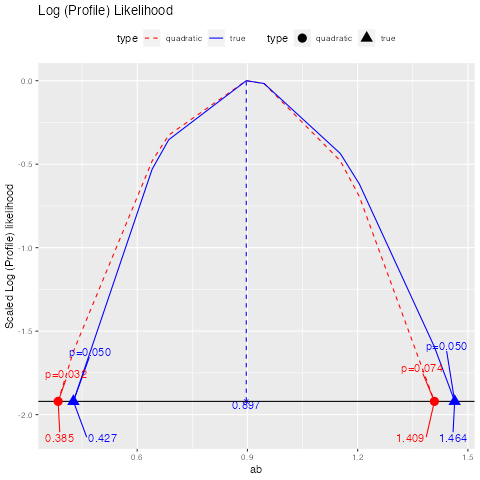 Log (Profile) Likelihood
type quadratic true type quadratic true
0.0
-0.5
-1.0
-1.5
-2.0
Scaled Log (Profile) likelihood
p=0.050
p=0.032
p=0.050
p=0.074
0.897
0.385
0.427
1.409
1.464
0.6 0.9 1.2 1.5
ab